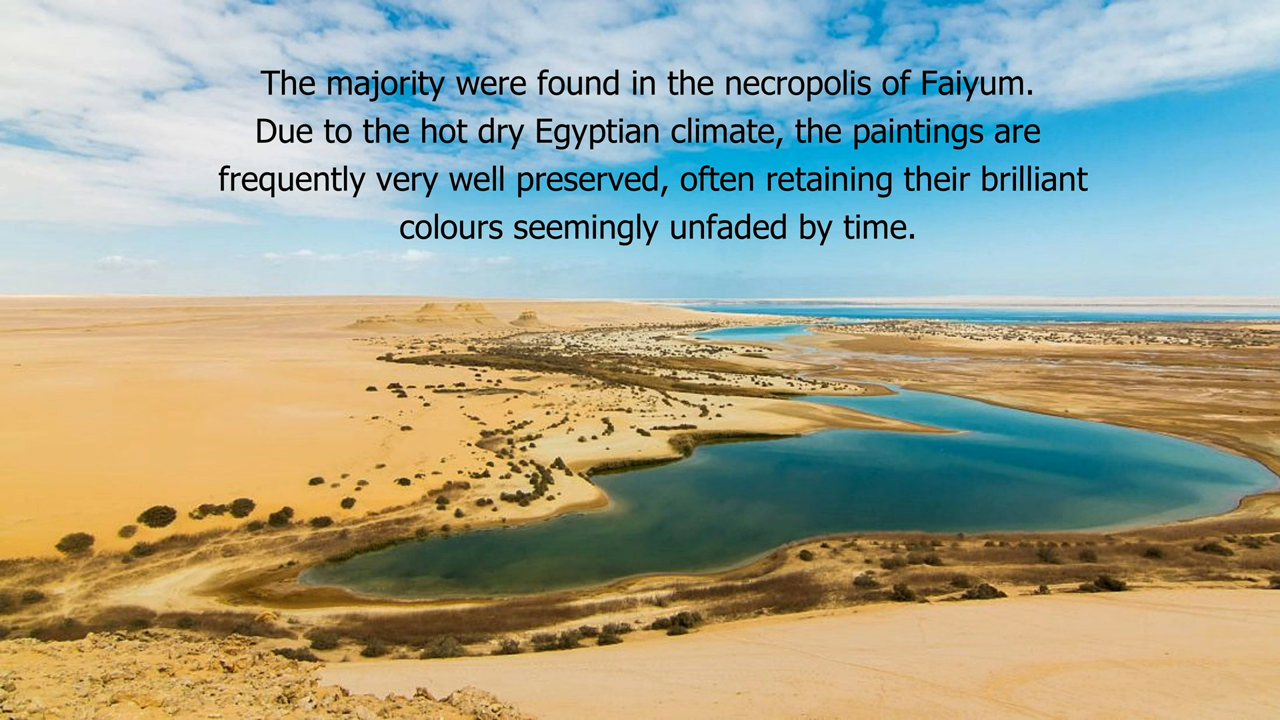 The majority were found in the necropolis of Faiyum.
Due to the hot dry Egyptian climate, the paintings are
frequently very well preserved, often retaining their brilliant
colours seemingly unfaded by time.